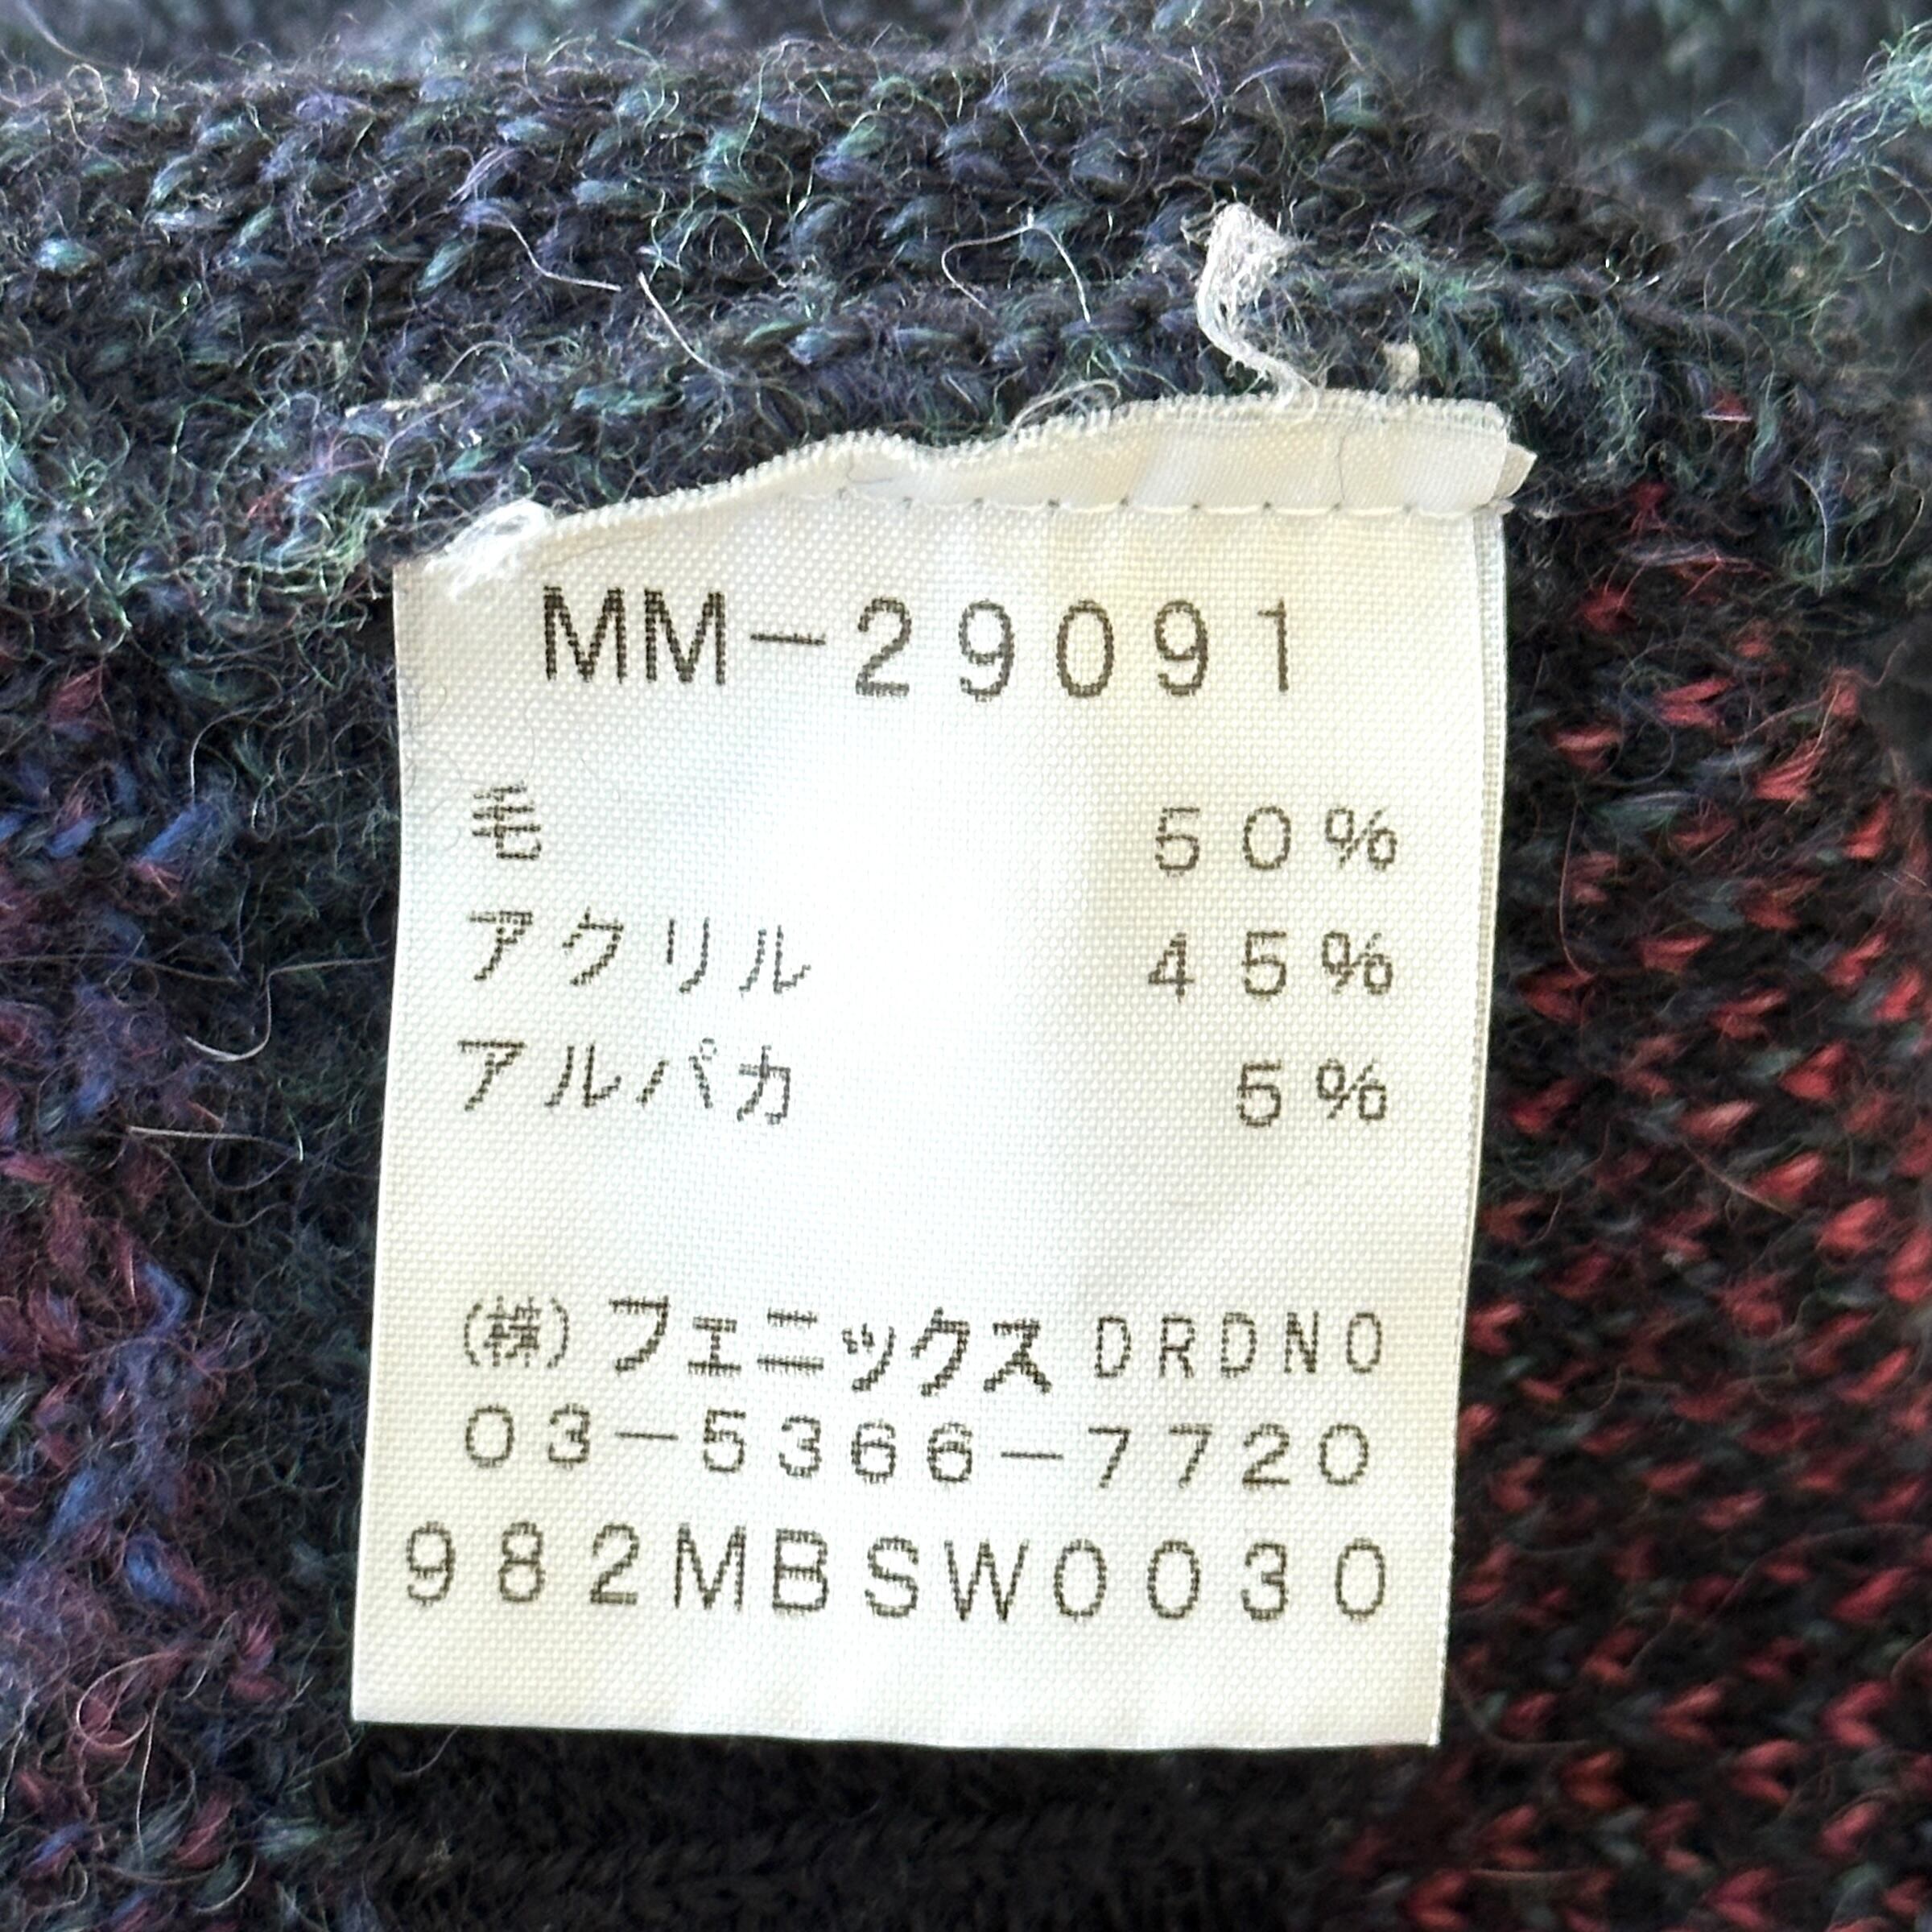 MM-29091
毛 50%
アクリル 45%
アルパカ 5%
(株)フェニックス DRDNO
03-5366-7720
982MBSW0030